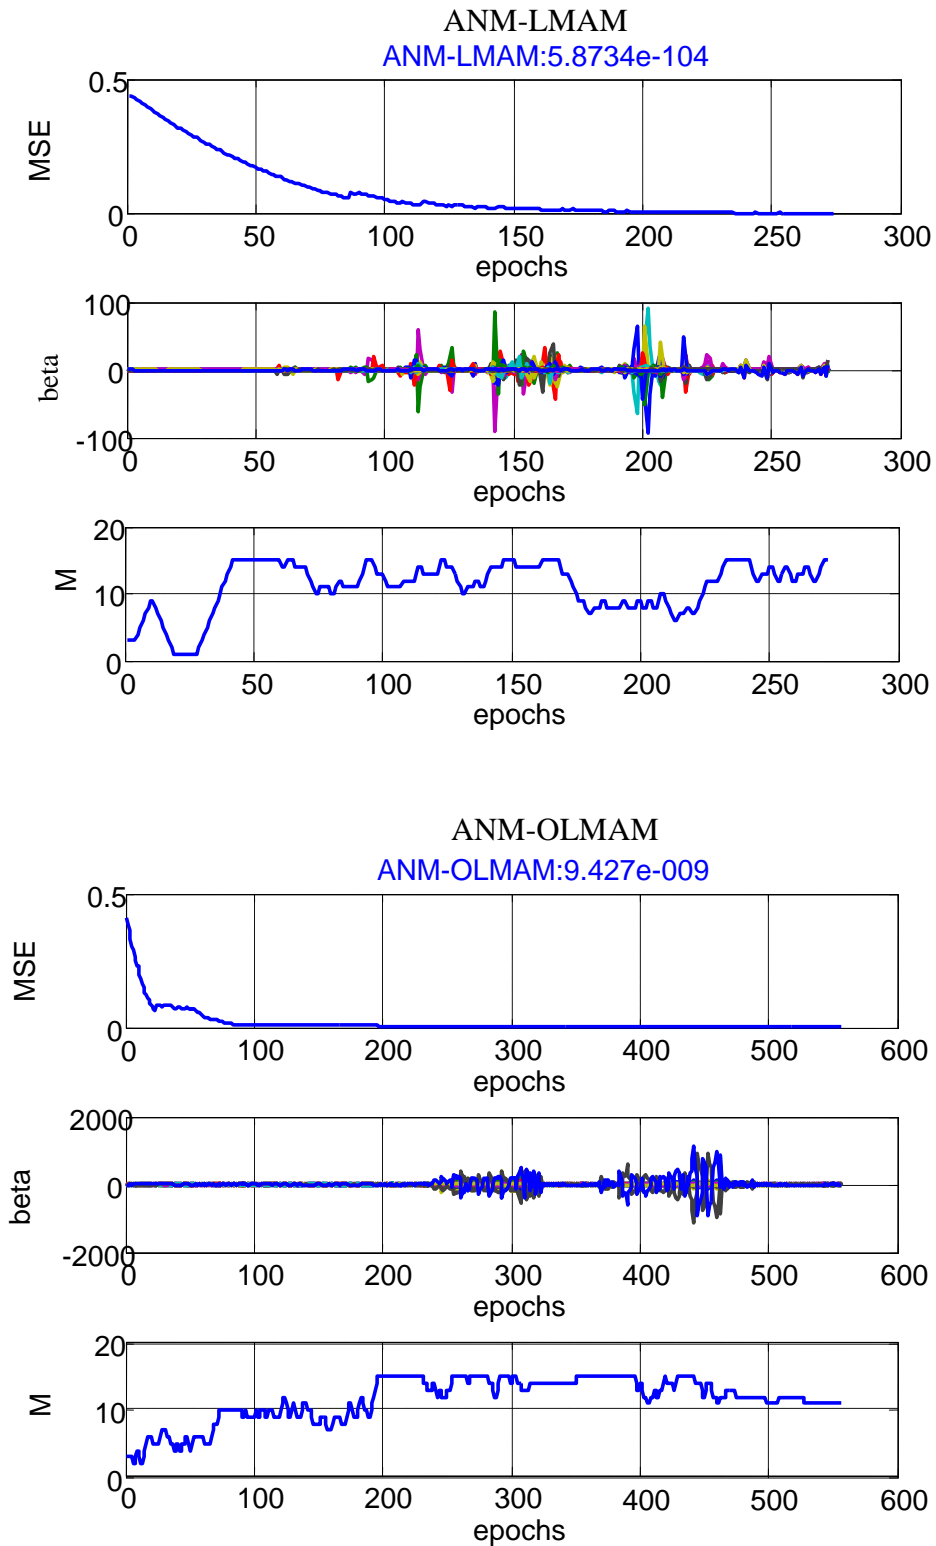 ANM-LMAM
ANM-LMAM:5.8734e-104
0.5
MSE
0
0 50 100 150 200 250 300
epochs
100
beta
0
-100
0 50 100 150 200 250 300
epochs
20
M
10
0
0 50 100 150 200 250 300
epochs
ANM-OLMAM
ANM-OLMAM:9.427e-009
0.5
MSE
0
0 100 200 300 400 500 600
epochs
2000
beta
0
-2000
0 100 200 300 400 500 600
epochs
20
M
10
0
0 100 200 300 400 500 600
epochs